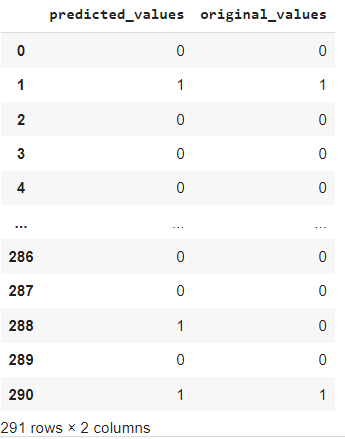 predicted_values original_values
0 0 0
1 1 1
2 0 0
3 0 0
4 0 0
... ... ...
286 0 0
287 0 0
288 1 0
289 0 0
290 1 1
291 rows × 2 columns